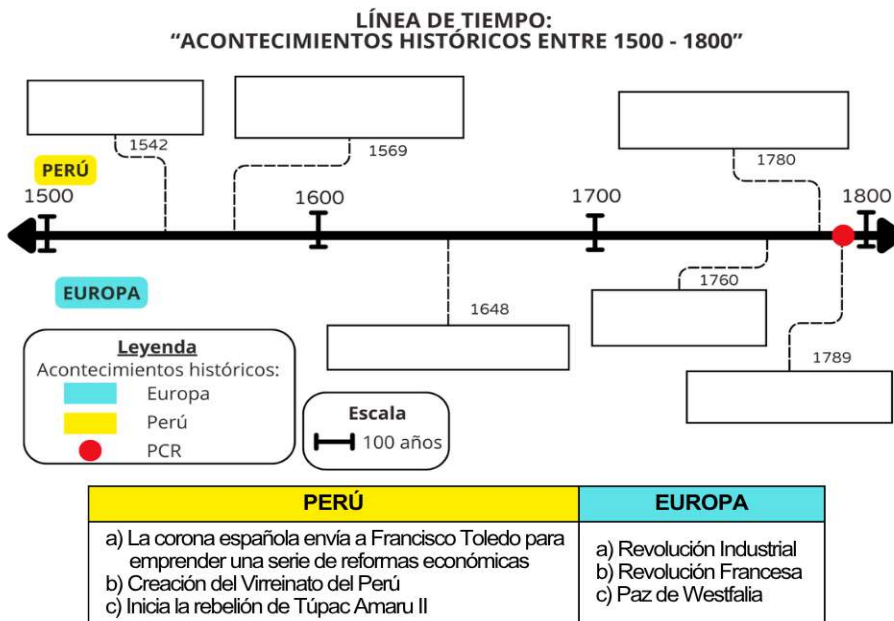 LÍNEA DE TIEMPO:
“ACONTECIMIENTOS HISTÓRICOS ENTRE 1500 - 1800”
1542
1569
1780
PERÚ
1500
1600
1700
1800
EUROPA
1648
1760
1789
Leyenda
Acontecimientos históricos:
Europa
Perú
PCR
Escala
100 años
PERÚ
EUROPA
a) La corona española envía a Francisco Toledo para
emprender una serie de reformas económicas
b) Creación del Virreinato del Perú
c) Inicia la rebelión de Túpac Amaru II
a) Revolución Industrial
b) Revolución Francesa
c) Paz de Westfalia